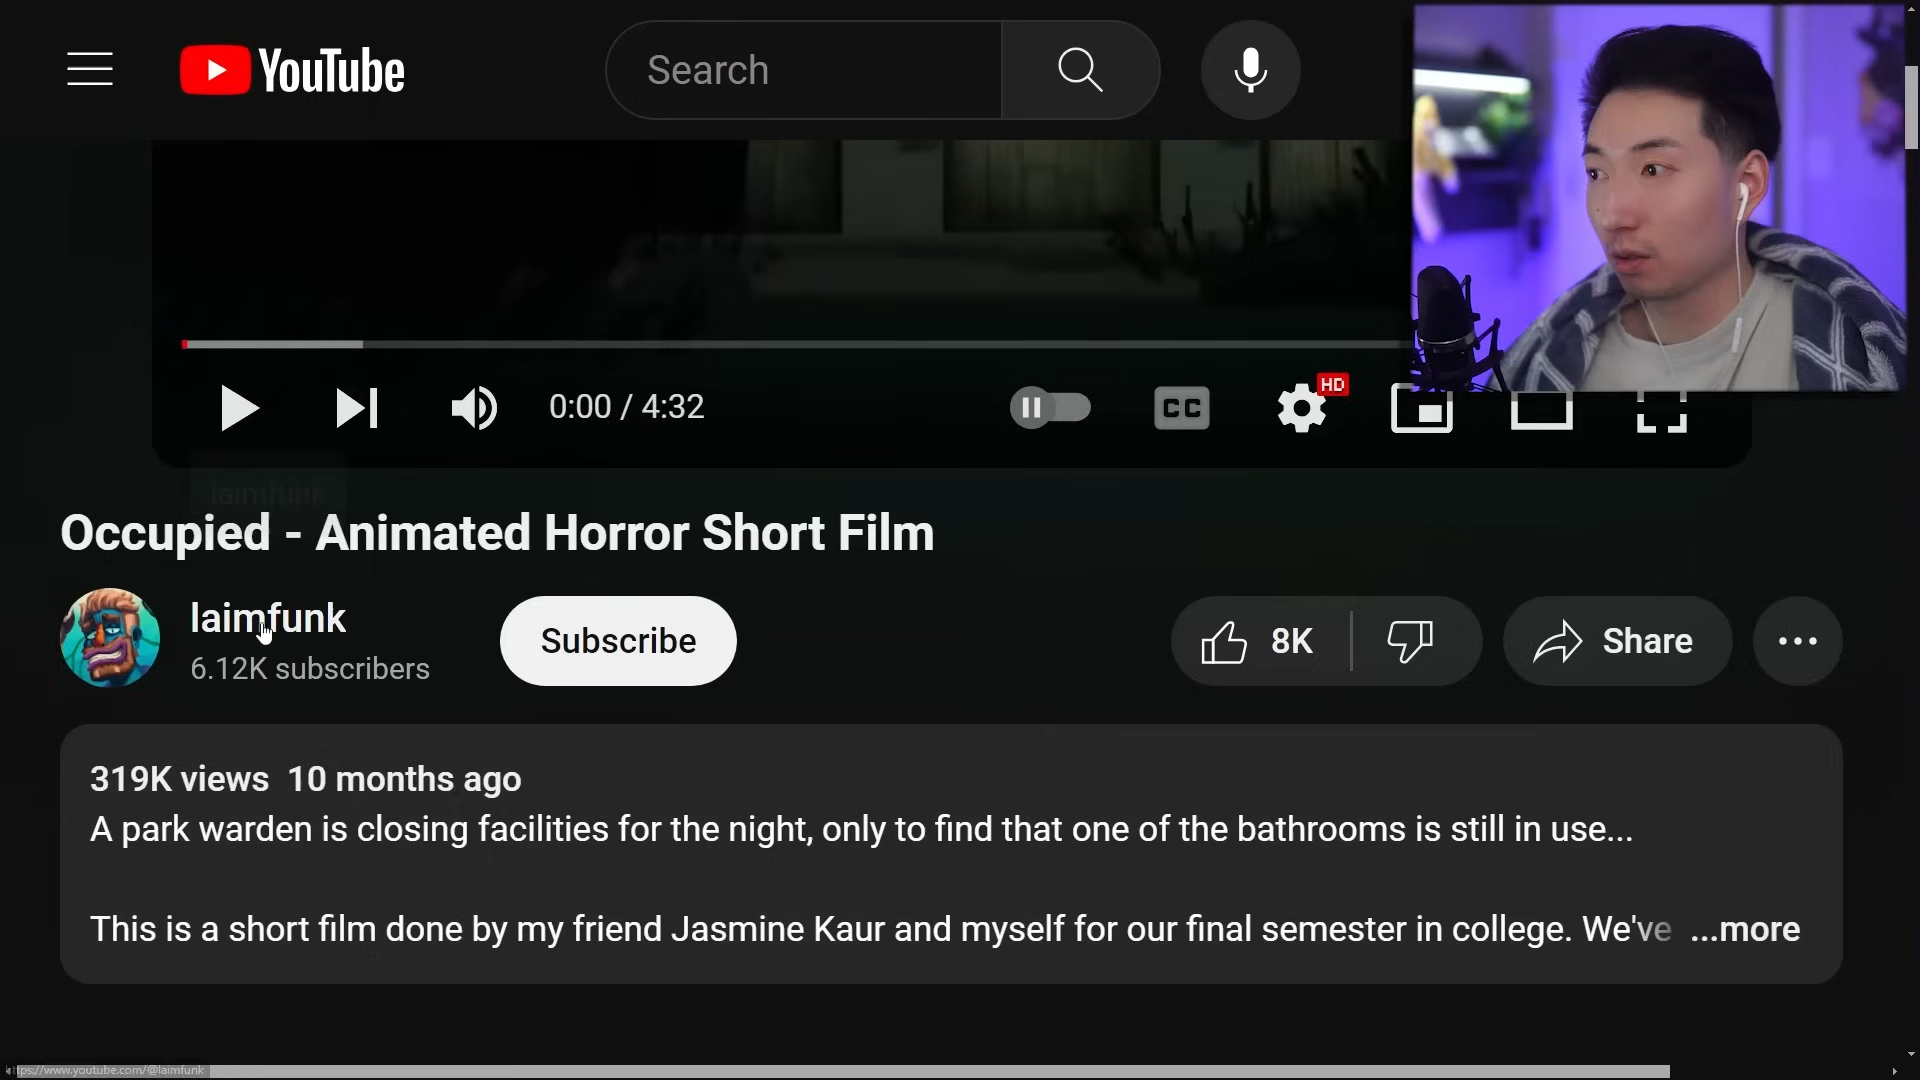 YouTube
Search
0:00 / 4:32
CC
HD
laimfunk
Occupied - Animated Horror Short Film
laimfunk
6.12K subscribers
Subscribe
8K
Share
319K views 10 months ago
A park warden is closing facilities for the night, only to find that one of the bathrooms is still in use...
This is a short film done by my friend Jasmine Kaur and myself for our final semester in college. We've ...more
https://www.youtube.com/@laimfunk